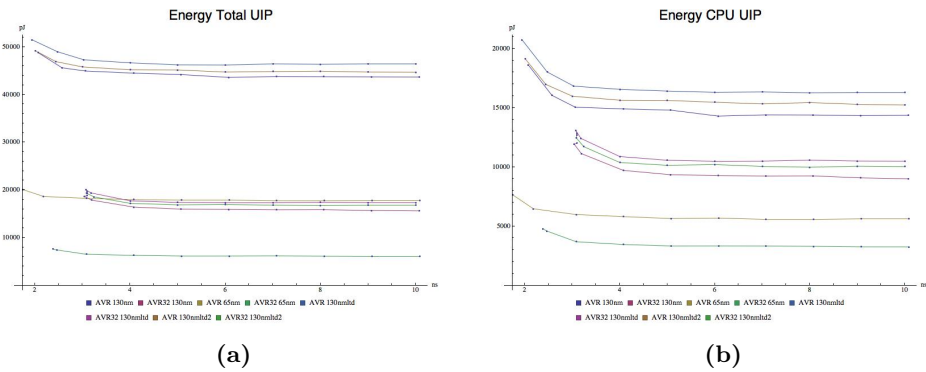 Energy Total UIP
pJ
50000
40000
30000
20000
10000
2 4 6 8 10 ns
AVR 130nm AVR32 130nm AVR 65nm AVR32 65nm AVR 130nmltd
AVR32 130nmltd AVR 130nmltd2 AVR32 130nmltd2
(a)
Energy CPU UIP
pJ
20000
15000
10000
5000
2 4 6 8 10 ns
AVR 130nm AVR32 130nm AVR 65nm AVR32 65nm AVR 130nmltd
AVR32 130nmltd AVR 130nmltd2 AVR32 130nmltd2
(b)